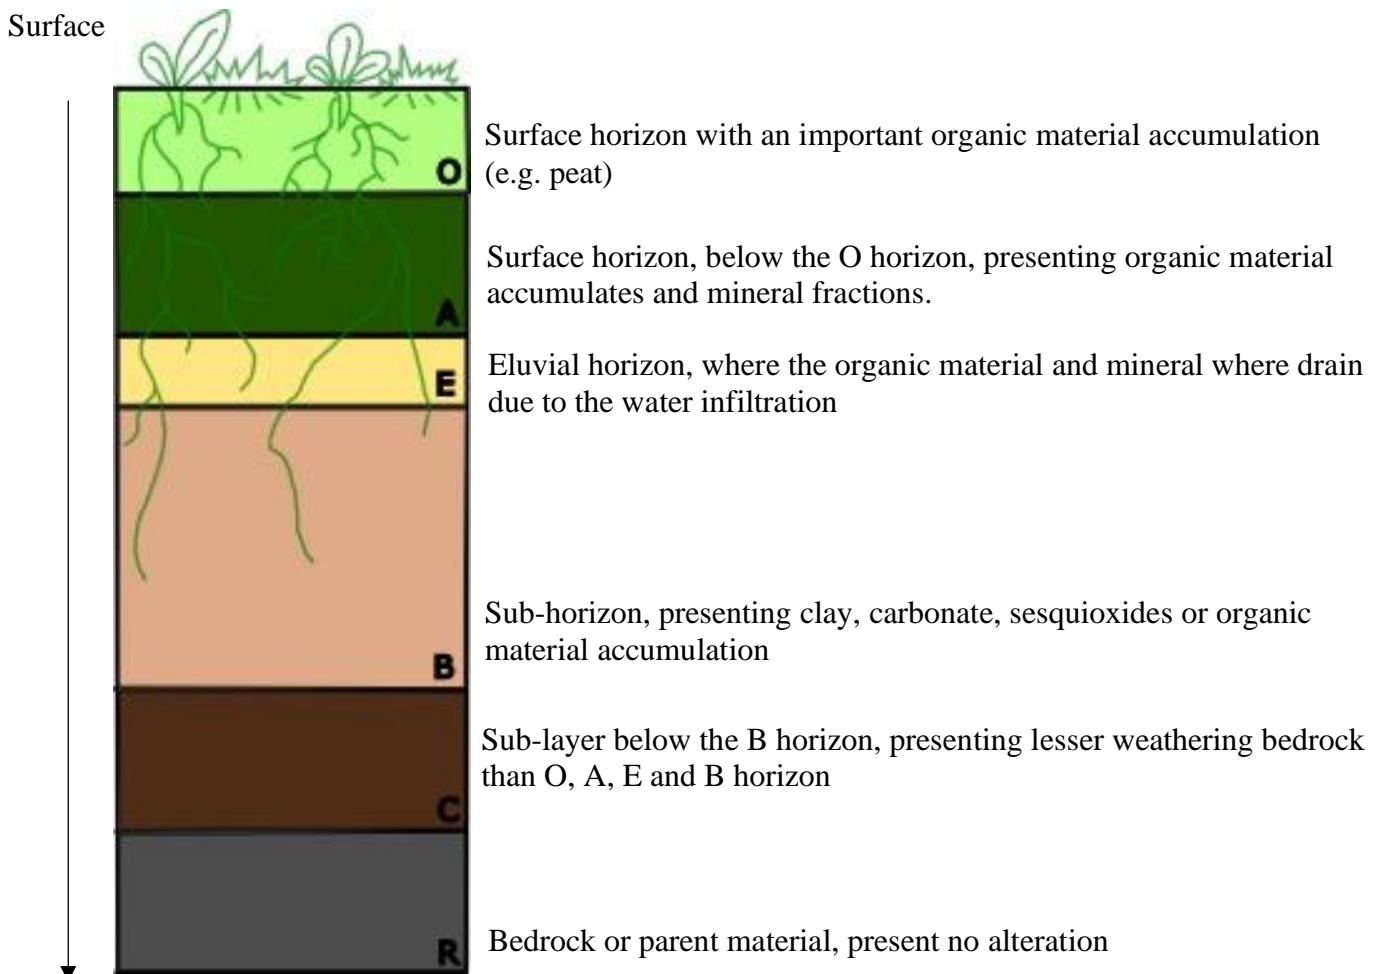 Surface
Surface horizon with an important organic material accumulation
(e.g. peat)
O
Surface horizon, below the O horizon, presenting organic material
accumulates and mineral fractions.
A
Eluvial horizon, where the organic material and mineral where drain
due to the water infiltration
E
Sub-horizon, presenting clay, carbonate, sesquioxides or organic
material accumulation
B
Sub-layer below the B horizon, presenting lesser weathering bedrock
than O, A, E and B horizon
C
Bedrock or parent material, present no alteration
R